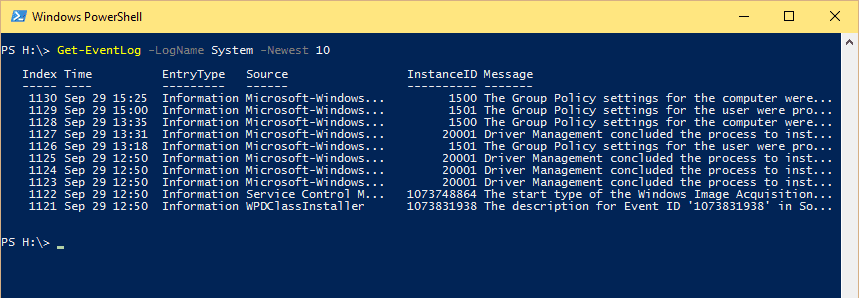 Windows PowerShell
PS H:\> Get-EventLog -LogName System -Newest 10
Index Time EntryType Source InstanceID Message
----- ---- --------- ------ ---------- -------
1130 Sep 29 15:25 Information Microsoft-Windows... 1500 The Group Policy settings for the computer were...
1129 Sep 29 15:00 Information Microsoft-Windows... 1501 The Group Policy settings for the user were pro...
1128 Sep 29 13:35 Information Microsoft-Windows... 1500 The Group Policy settings for the computer were...
1127 Sep 29 13:31 Information Microsoft-Windows... 20001 Driver Management concluded the process to inst...
1126 Sep 29 13:18 Information Microsoft-Windows... 1501 The Group Policy settings for the user were pro...
1125 Sep 29 12:50 Information Microsoft-Windows... 20001 Driver Management concluded the process to inst...
1124 Sep 29 12:50 Information Microsoft-Windows... 20001 Driver Management concluded the process to inst...
1123 Sep 29 12:50 Information Microsoft-Windows... 20001 Driver Management concluded the process to inst...
1122 Sep 29 12:50 Information Service Control M... 1073748864 The start type of the Windows Image Acquisition...
1121 Sep 29 12:50 Information WPDClassInstaller 1073831938 The description for Event ID '1073831938' in So...
PS H:\> _